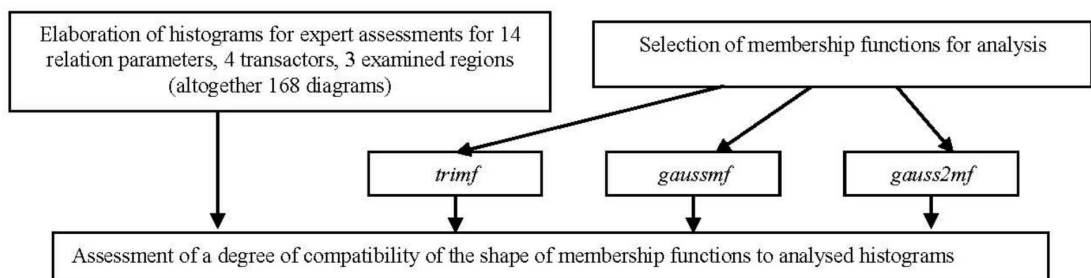 Elaboration of histograms for expert assessments for 14
relation parameters, 4 transactors, 3 examined regions
(altogether 168 diagrams)
Selection of membership functions for analysis
trimf
gaussmf
gauss2mf
Assessment of a degree of compatibility of the shape of membership functions to analysed histograms